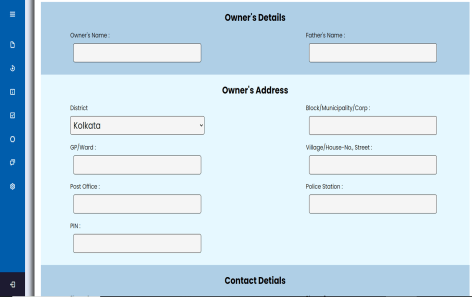 Owner's Details
Owner's Name : Father's Name :
Owner's Address
District Block/Municipality/Corp :
Kolkata
GP/Ward : Village/House-No., Street :
Post Office : Police Station :
PIN :
Contact Detials